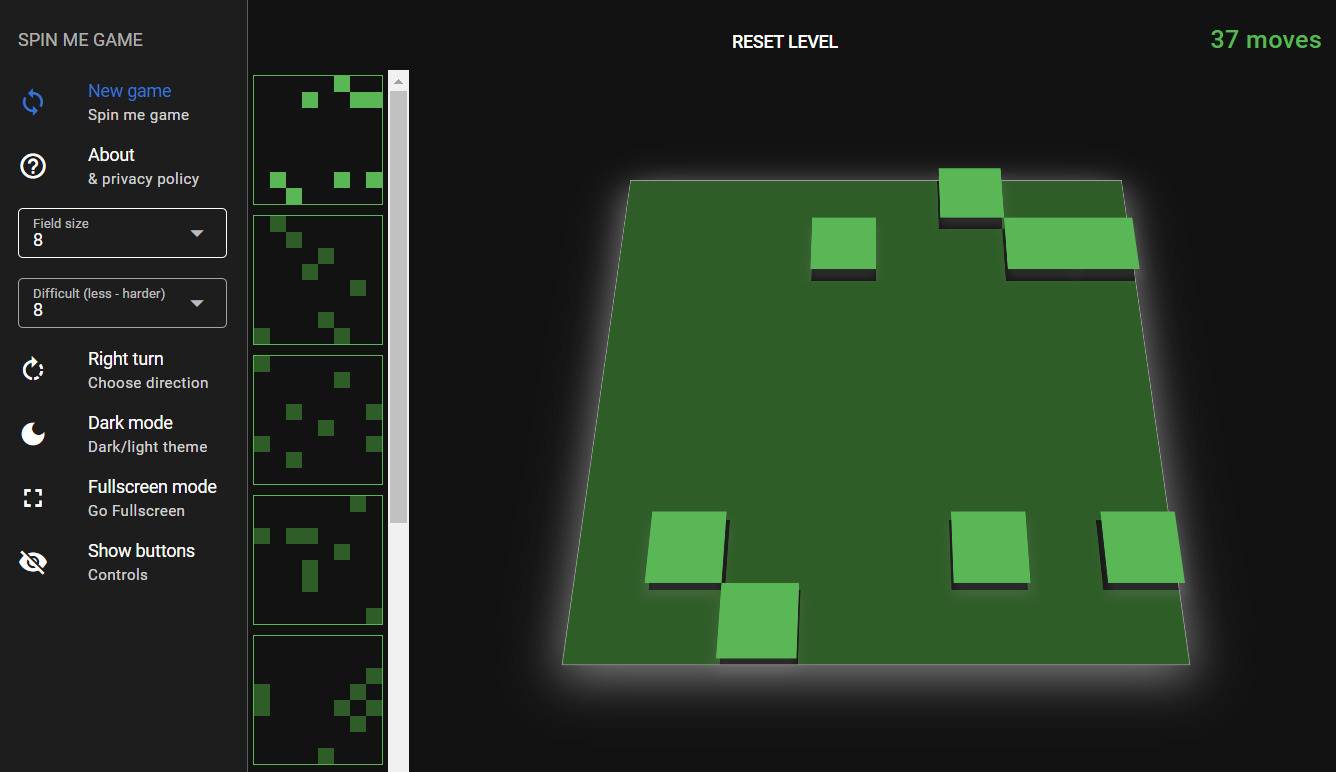 SPIN ME GAME
New game
Spin me game
About
& privacy policy
Field size
8
Difficult (less - harder)
8
Right turn
Choose direction
Dark mode
Dark/light theme
Fullscreen mode
Go Fullscreen
Show buttons
Controls
RESET LEVEL
37 moves